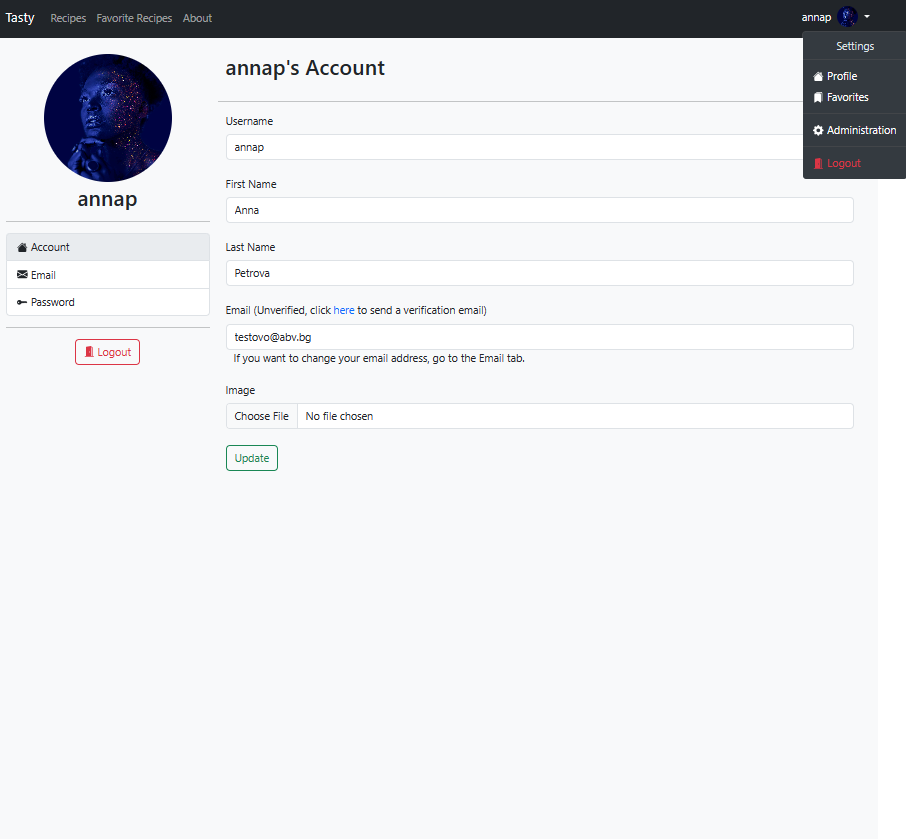 Tasty Recipes Favorite Recipes About annap
Settings
Profile
Favorites
Administration
Logout
annap
Account
Email
Password
Logout
annap's Account
Username
annap
First Name
Anna
Last Name
Petrova
Email (Unverified, click here to send a verification email)
testovo@abv.bg
If you want to change your email address, go to the Email tab.
Image
Choose File No file chosen
Update